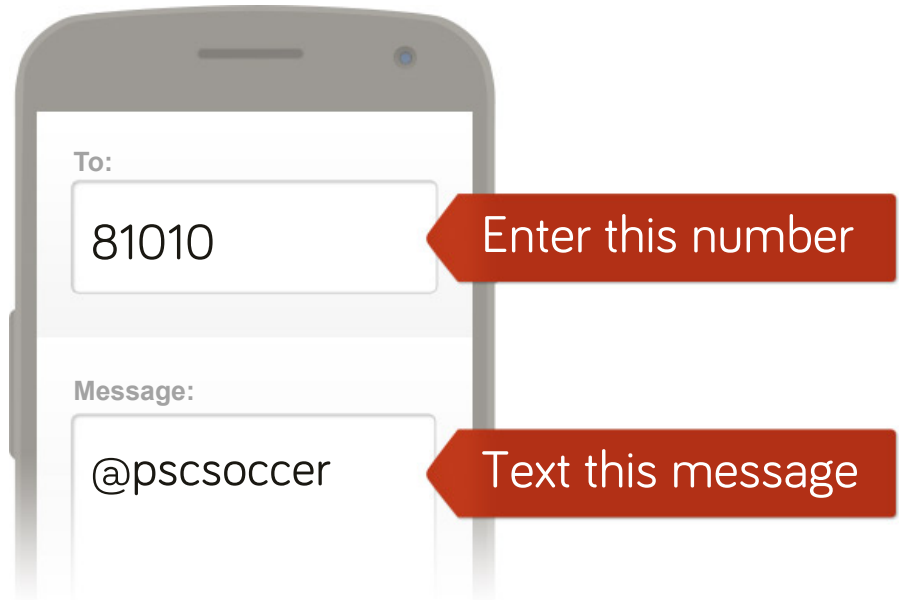 To:
81010
Enter this number
Message:
@pscsoccer
Text this message